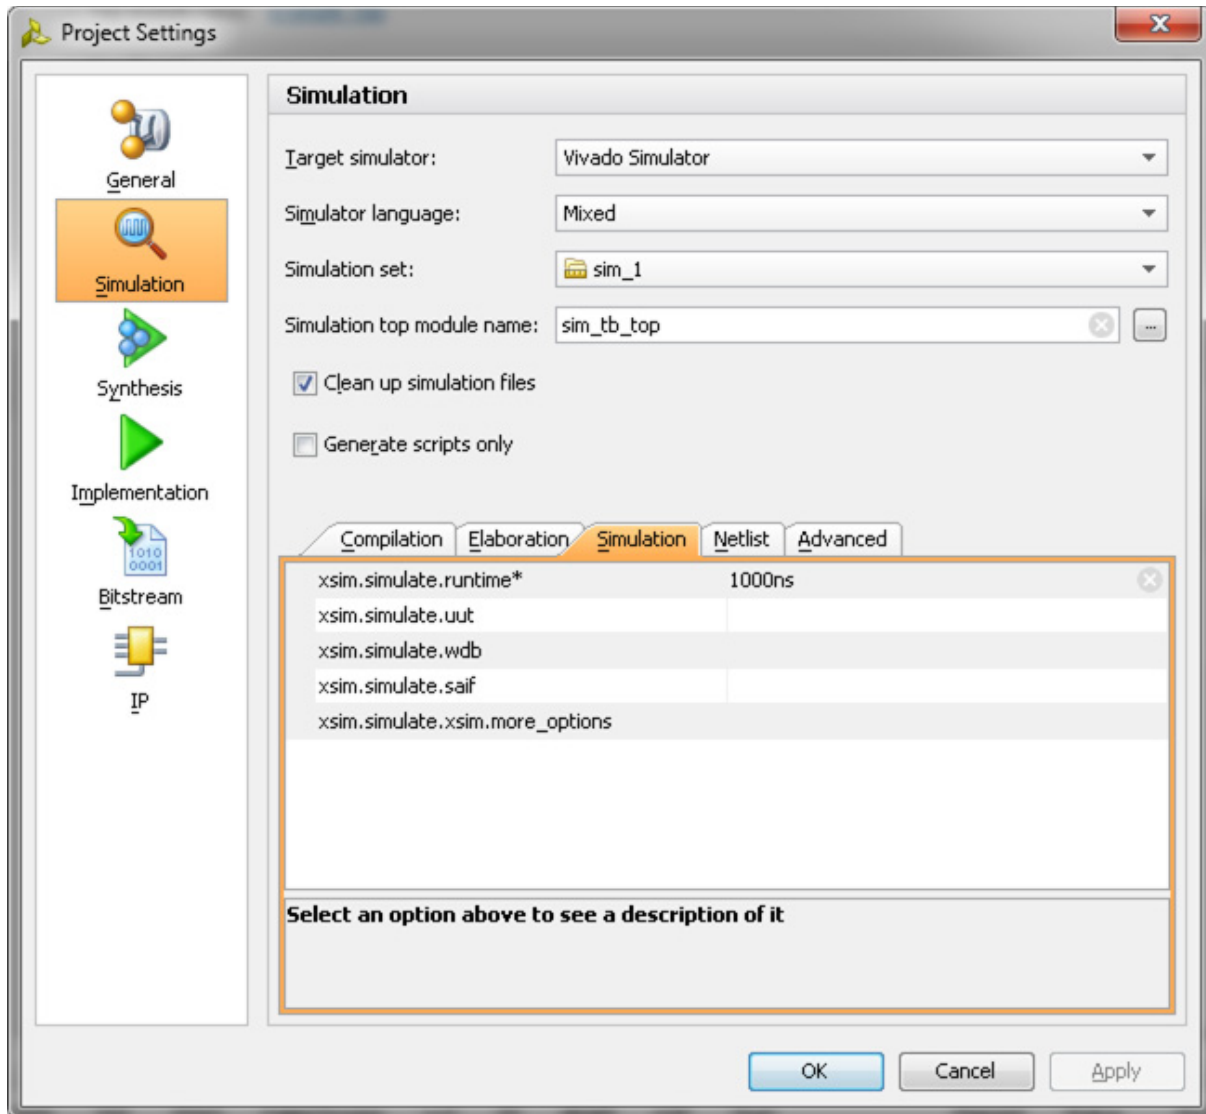 Project Settings
General
Simulation
Synthesis
Implementation
1010
0001
Bitstream
IP
Simulation
Target simulator: Vivado Simulator
Simulator language: Mixed
Simulation set: sim_1
Simulation top module name: sim_tb_top ...
Clean up simulation files
Generate scripts only
Compilation Elaboration Simulation Netlist Advanced
xsim.simulate.runtime* 1000ns
xsim.simulate.uut
xsim.simulate.wdb
xsim.simulate.saif
xsim.simulate.xsim.more_options
Select an option above to see a description of it
OK Cancel Apply